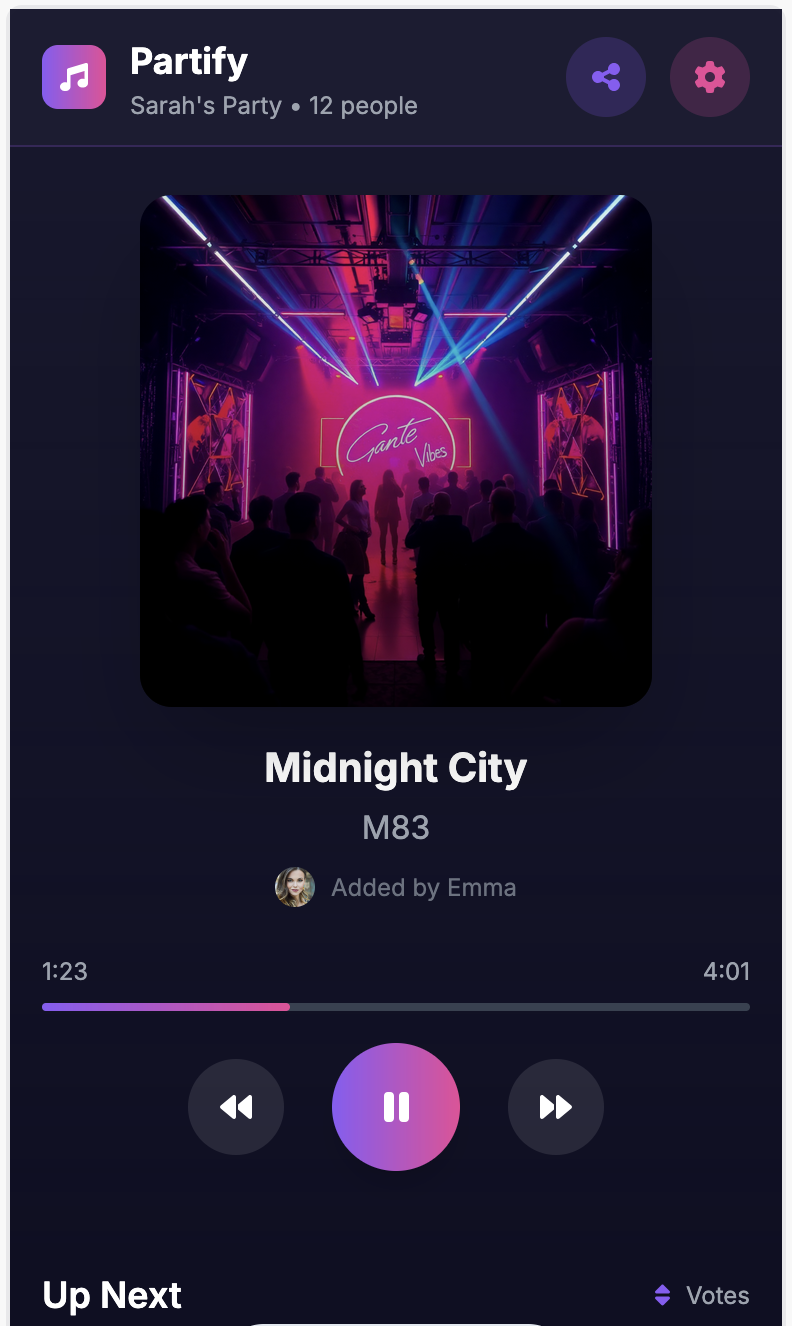 Partify
Sarah's Party • 12 people
Gante
Vibes
Midnight City
M83
Added by Emma
1:23
4:01
Up Next
Votes